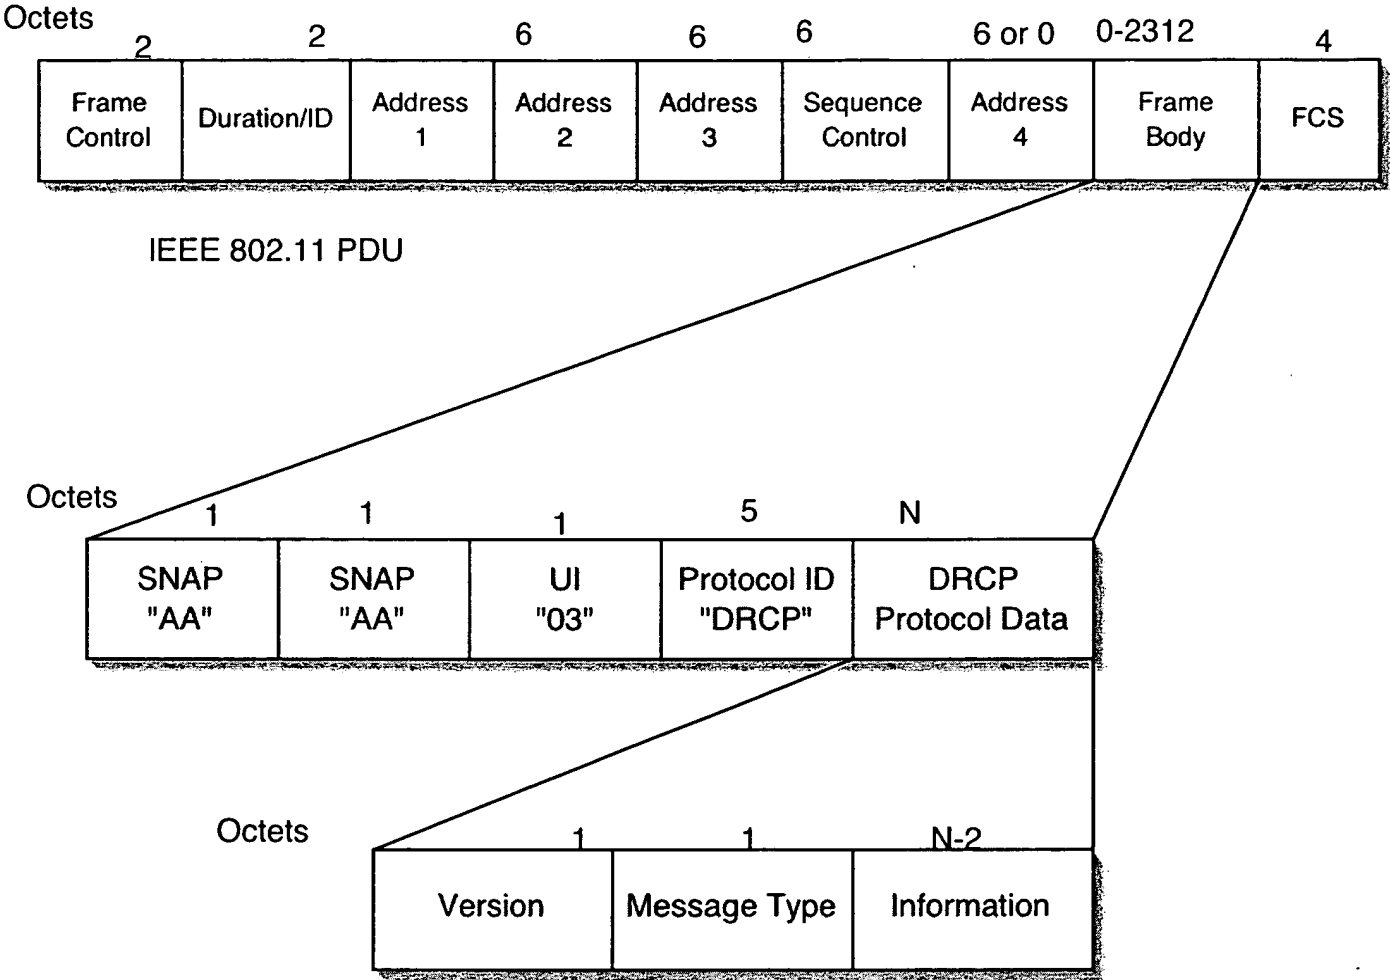 Octets
2 2 6 6 6 6 or 0 0-2312 4
Frame Control Duration/ID Address 1 Address 2 Address 3 Sequence Control Address 4 Frame Body FCS
IEEE 802.11 PDU
Octets
1 1 1 5 N
SNAP "AA" SNAP "AA" UI "03" Protocol ID "DRCP" DRCP Protocol Data
Octets
1 1 N-2
Version Message Type Information